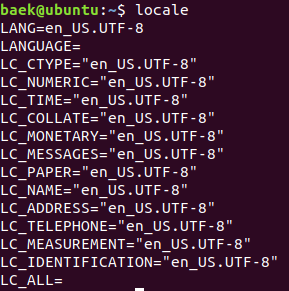 baek@ubuntu:~$ locale
LANG=en_US.UTF-8
LANGUAGE=
LC_CTYPE="en_US.UTF-8"
LC_NUMERIC="en_US.UTF-8"
LC_TIME="en_US.UTF-8"
LC_COLLATE="en_US.UTF-8"
LC_MONETARY="en_US.UTF-8"
LC_MESSAGES="en_US.UTF-8"
LC_PAPER="en_US.UTF-8"
LC_NAME="en_US.UTF-8"
LC_ADDRESS="en_US.UTF-8"
LC_TELEPHONE="en_US.UTF-8"
LC_MEASUREMENT="en_US.UTF-8"
LC_IDENTIFICATION="en_US.UTF-8"
LC_ALL=